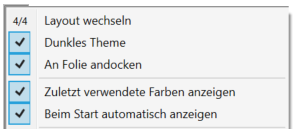 4/4 Layout wechseln
Dunkles Theme
An Folie andocken
Zuletzt verwendete Farben anzeigen
Beim Start automatisch anzeigen